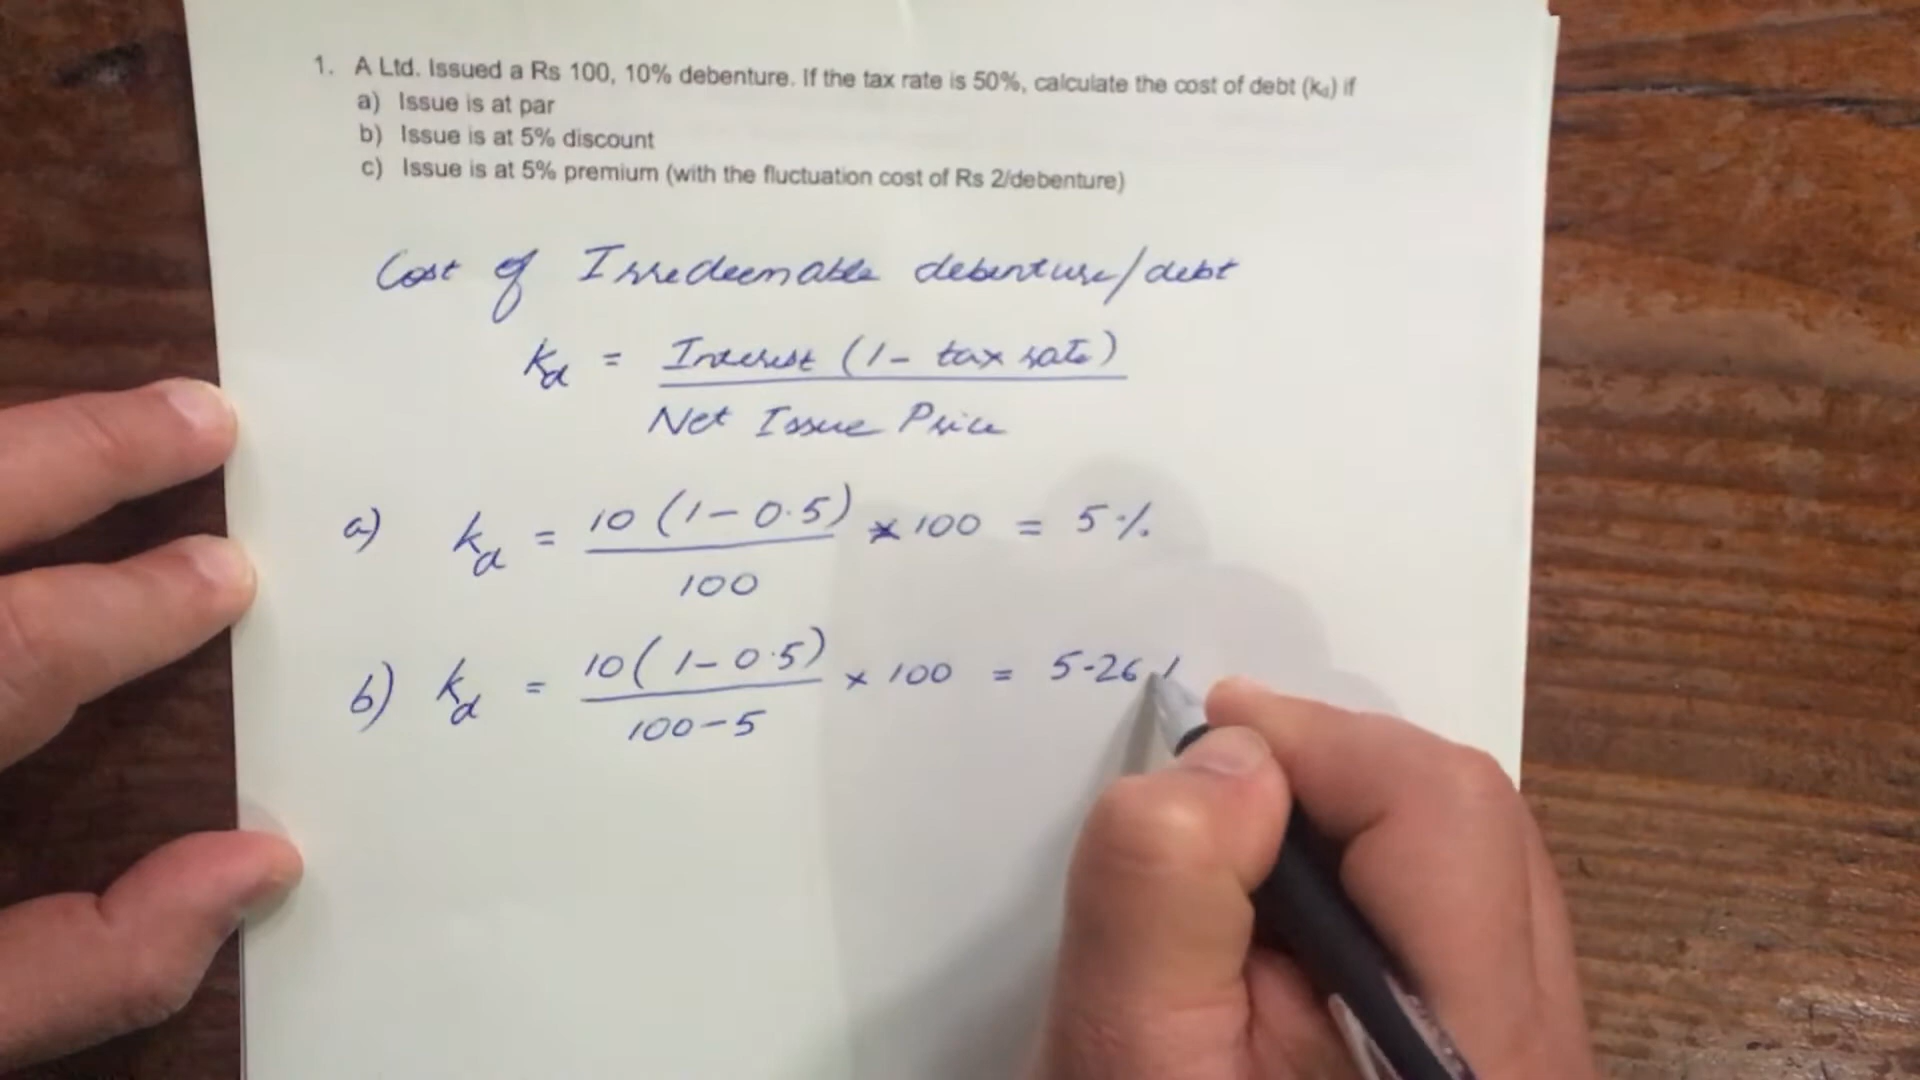 1. A Ltd. Issued a Rs 100, 10% debenture. If the tax rate is 50%, calculate the cost of debt (kd) if
a) Issue is at par
b) Issue is at 5% discount
c) Issue is at 5% premium (with the fluctuation cost of Rs 2/debenture)
Cost of Irredeemable debenture/debt
kd = Interest (1 - tax rate)
Net Issue Price
a) kd = 10 (1 - 0.5) × 100 = 5%
100
b) kd = 10 (1 - 0.5) × 100 = 5.26
100 - 5